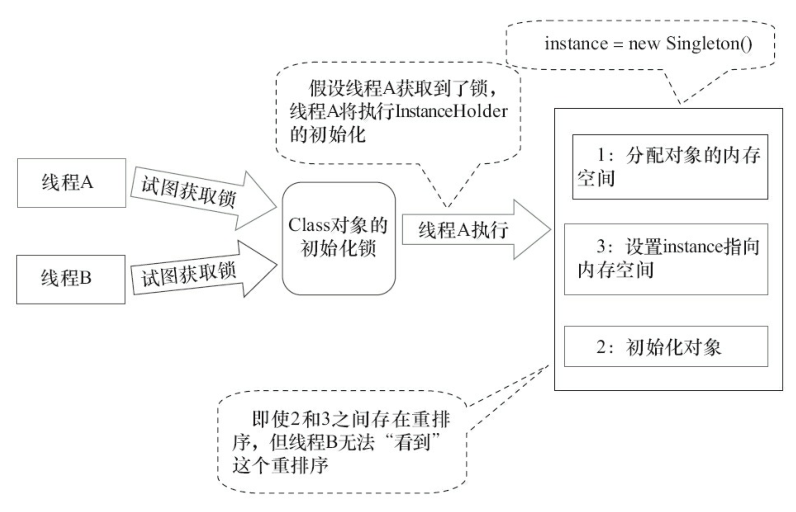 instance = new Singleton()
假设线程A获取到了锁，
线程A将执行InstanceHolder
的初始化
线程A
试图获取锁
线程B
试图获取锁
Class对象的
初始化锁
线程A执行
1：分配对象的内存
空间
3：设置instance指向
内存空间
2：初始化对象
即使2和3之间存在重排
序，但线程B无法“看到”
这个重排序